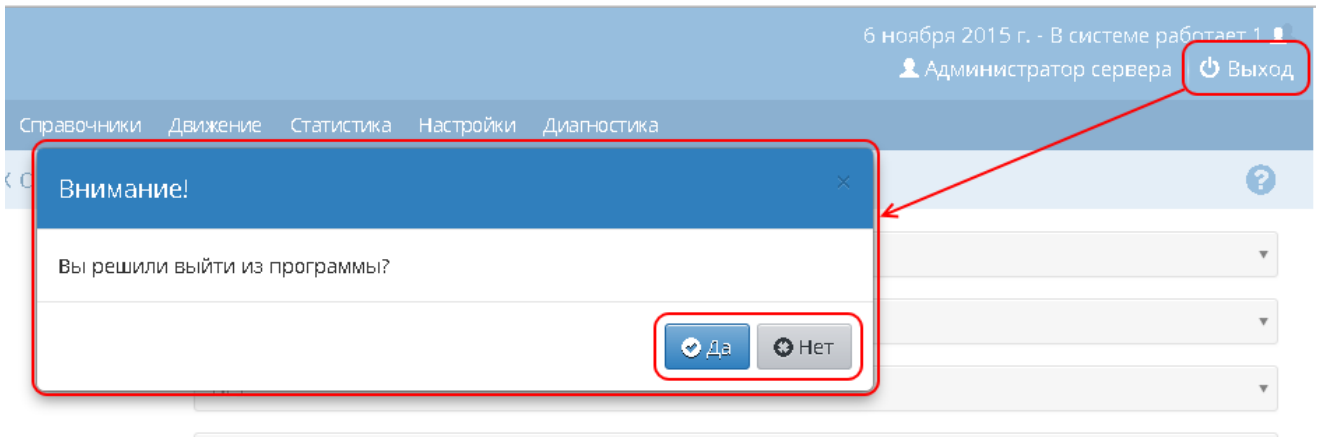 6 ноября 2015 г. - В системе работает 1
Администратор сервера | Выход
Справочники Движение Статистика Настройки Диагностика
Внимание! ×
Вы решили выйти из программы?
Да Нет